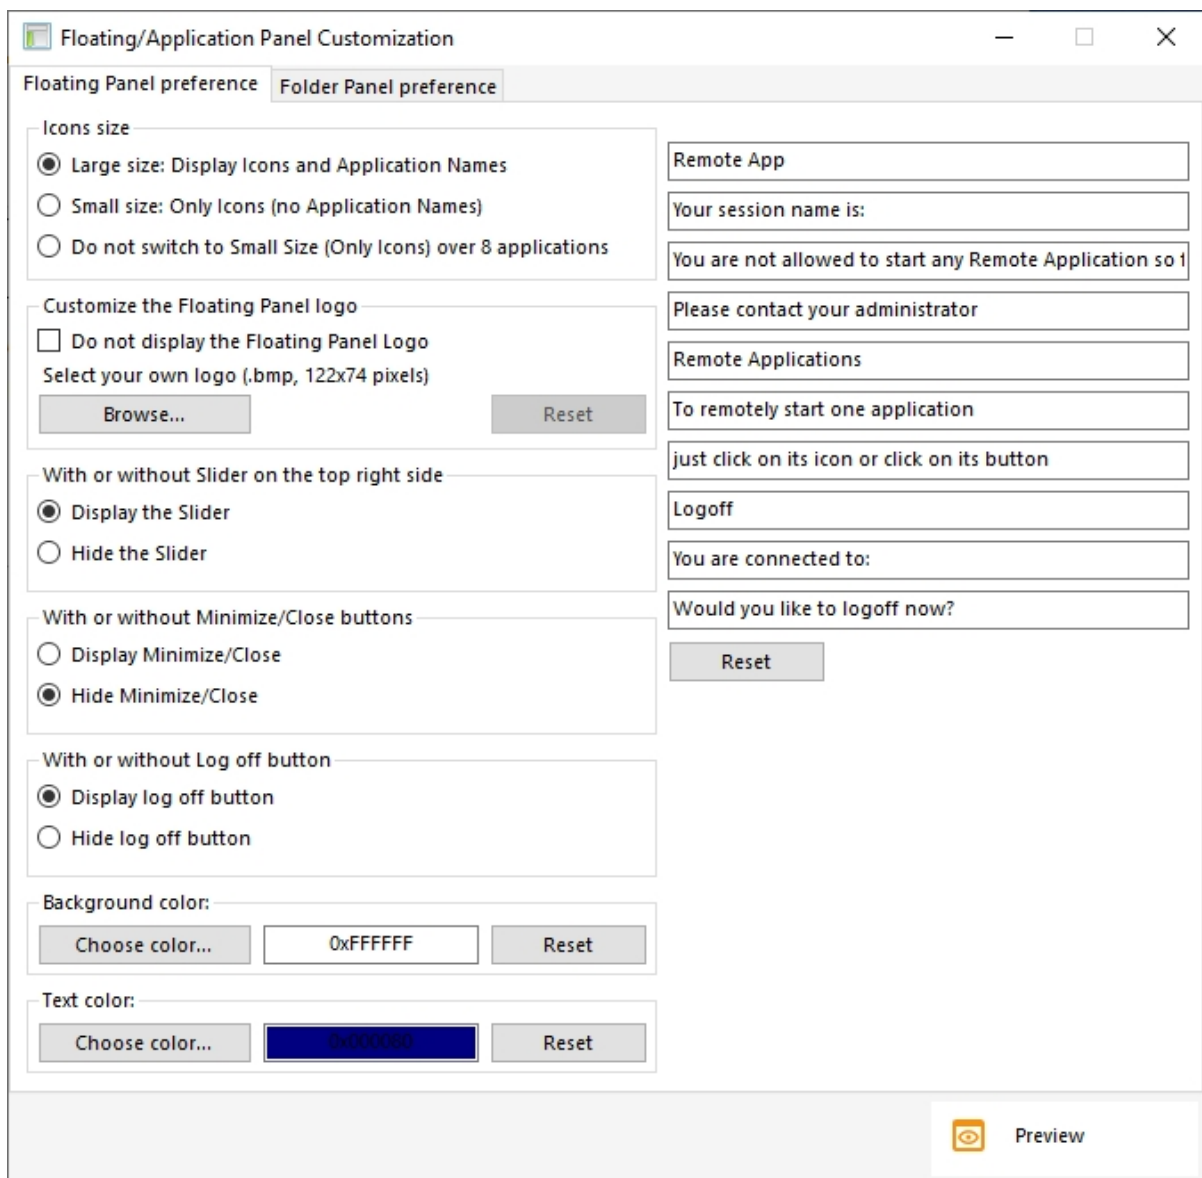 Floating/Application Panel Customization
Floating Panel preference
Folder Panel preference
Icons size
Large size: Display Icons and Application Names
Small size: Only Icons (no Application Names)
Do not switch to Small Size (Only Icons) over 8 applications
Customize the Floating Panel logo
Do not display the Floating Panel Logo
Select your own logo (.bmp, 122x74 pixels)
Browse...
Reset
With or without Slider on the top right side
Display the Slider
Hide the Slider
With or without Minimize/Close buttons
Display Minimize/Close
Hide Minimize/Close
With or without Log off button
Display log off button
Hide log off button
Background color:
Choose color...
0xFFFFFF
Reset
Text color:
Choose color...
0x000080
Reset
Remote App
Your session name is:
You are not allowed to start any Remote Application so
Please contact your administrator
Remote Applications
To remotely start one application
just click on its icon or click on its button
Logoff
You are connected to:
Would you like to logoff now?
Reset
Preview